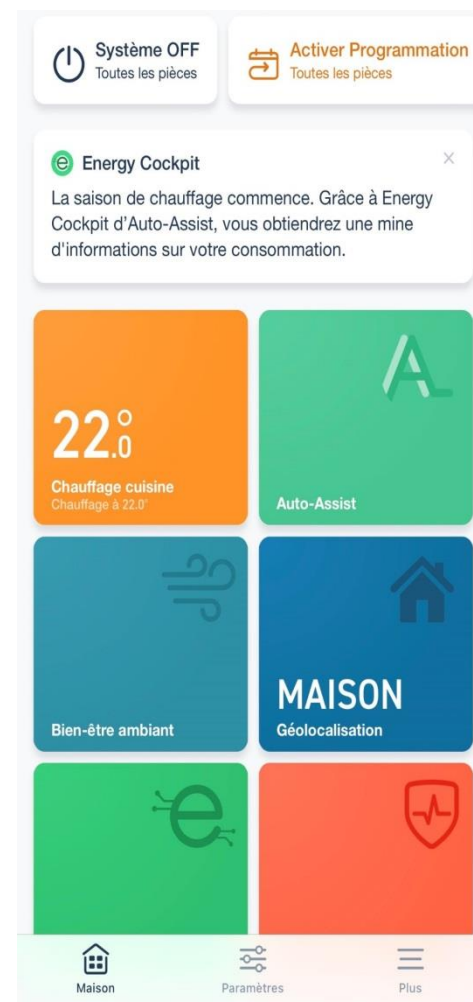 Système OFF
Toutes les pièces
Activer Programmation
Toutes les pièces
Energy Cockpit
La saison de chauffage commence. Grâce à Energy
Cockpit d'Auto-Assist, vous obtiendrez une mine
d'informations sur votre consommation.
22.0°
Chauffage cuisine
Chauffage à 22.0°
Auto-Assist
Bien-être ambiant
MAISON
Géolocalisation
Maison
Paramètres
Plus